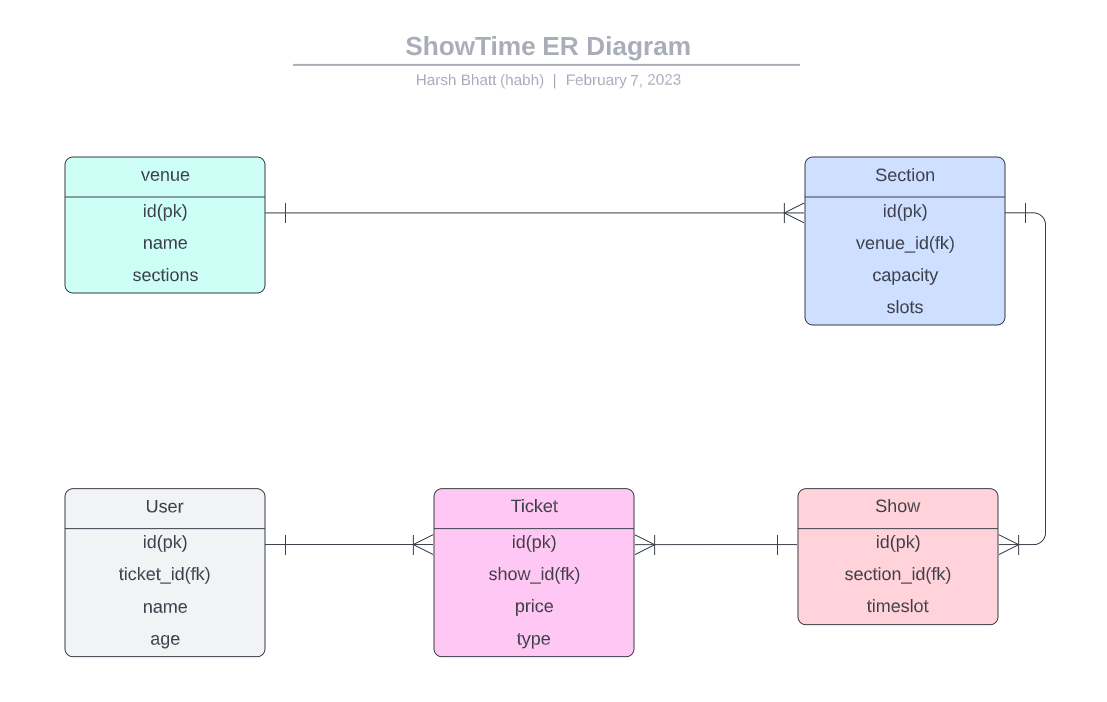 ShowTime ER Diagram
Harsh Bhatt (habh) | February 7, 2023
venue
id(pk)
name
sections
Section
id(pk)
venue_id(fk)
capacity
slots
User
id(pk)
ticket_id(fk)
name
age
Ticket
id(pk)
show_id(fk)
price
type
Show
id(pk)
section_id(fk)
timeslot